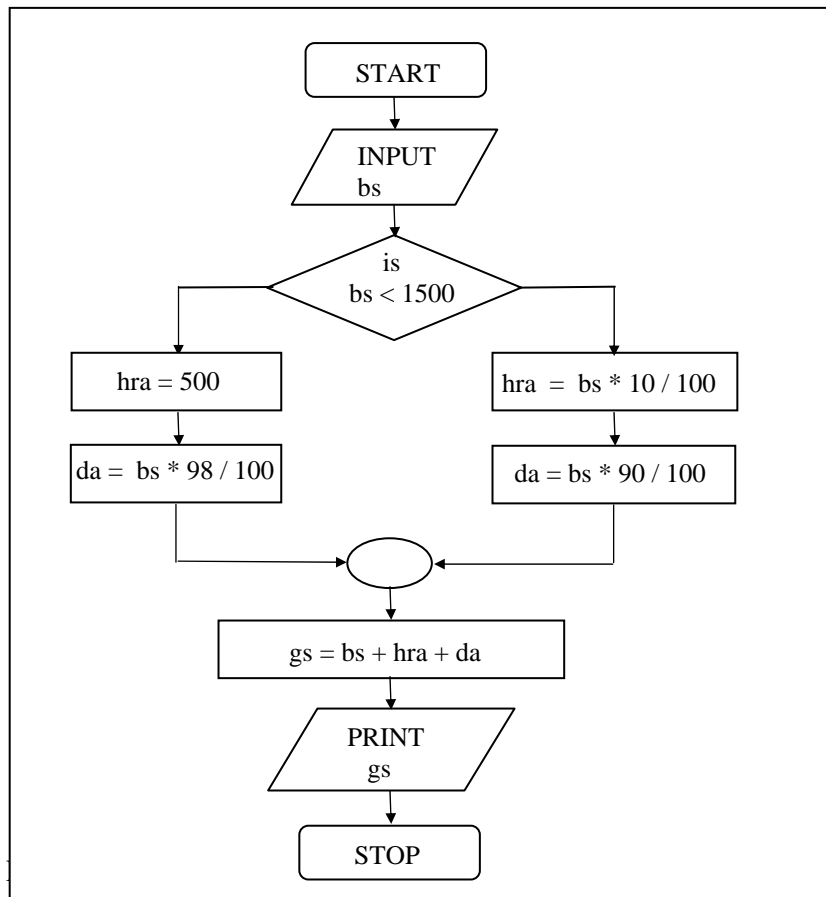 START
INPUT
bs
is
bs < 1500
hra = 500
da = bs * 98 / 100
hra = bs * 10 / 100
da = bs * 90 / 100
gs = bs + hra + da
PRINT
gs
STOP